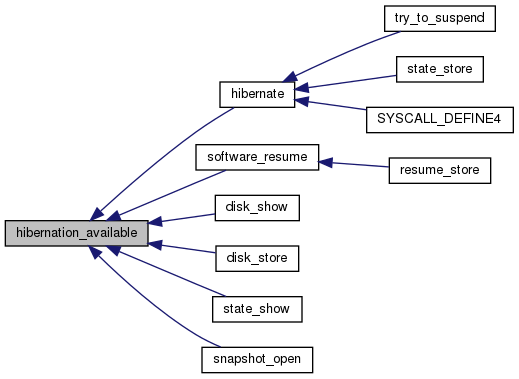 try_to_suspend
state_store
hibernate
SYSCALL_DEFINE4
software_resume
resume_store
disk_show
hibernation_available
disk_store
state_show
snapshot_open